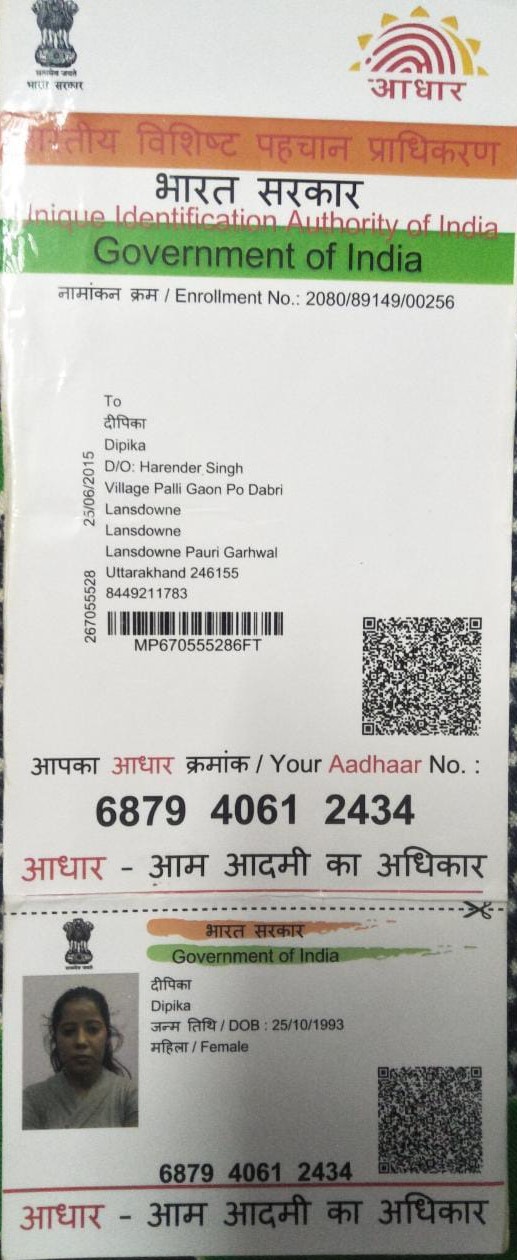 सत्यमेव जयते
भारत सरकार
आधार
भारतीय विशिष्ट पहचान प्राधिकरण
भारत सरकार
Unique Identification Authority of India
Government of India
नामांकन क्रम / Enrollment No.: 2080/89149/00256
To
दीपिका
Dipika
D/O: Harender Singh
Village Palli Gaon Po Dabri
Lansdowne
Lansdowne
Lansdowne Pauri Garhwal
Uttarakhand 246155
8449211783
25/06/2015
267055528
MP670555286FT
आपका आधार क्रमांक / Your Aadhaar No. :
6879 4061 2434
आधार - आम आदमी का अधिकार
भारत सरकार
Government of India
दीपिका
Dipika
जन्म तिथि / DOB : 25/10/1993
महिला / Female
6879 4061 2434
आधार - आम आदमी का अधिकार